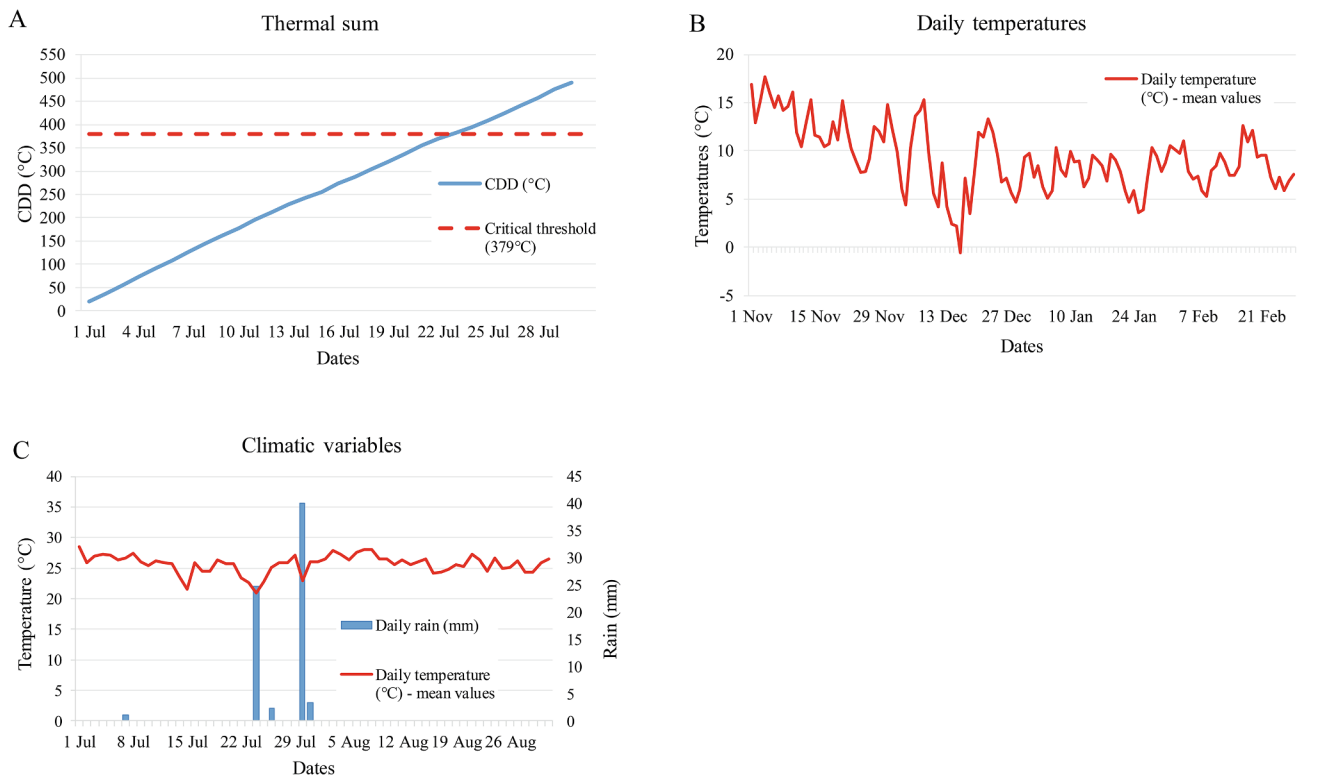 A
Thermal sum
550
500
450
400
350
300
250
200
150
100
50
0
CDD (°C)
CDD (°C)
Critical threshold
(379°C)
1 Jul 4 Jul 7 Jul 10 Jul 13 Jul 16 Jul 19 Jul 22 Jul 25 Jul 28 Jul
Dates
B
Daily temperatures
20
15
10
5
0
-5
Temperatures (°C)
Daily temperature
(°C) - mean values
1 Nov 15 Nov 29 Nov 13 Dec 27 Dec 10 Jan 24 Jan 7 Feb 21 Feb
Dates
C
Climatic variables
40
35
30
25
20
15
10
5
0
Temperature (°C)
45
40
35
30
25
20
15
10
5
0
Rain (mm)
Daily rain (mm)
Daily temperature
(°C) - mean values
1 Jul 8 Jul 15 Jul 22 Jul 29 Jul 5 Aug 12 Aug 19 Aug 26 Aug
Dates